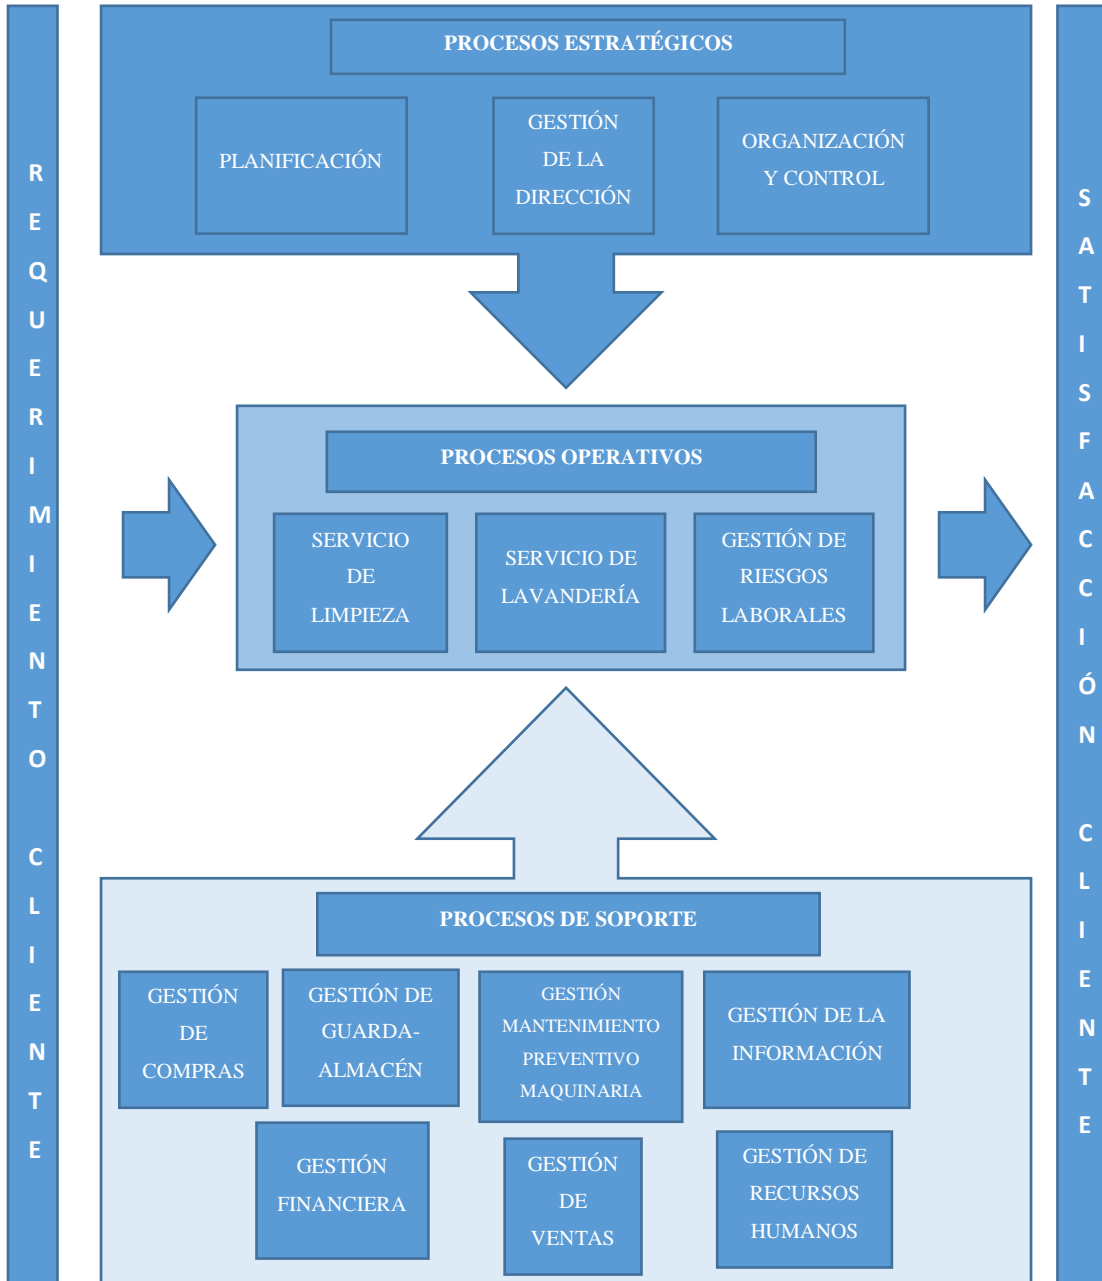 REQUERIMIENTO CLIENTE
PROCESOS ESTRATÉGICOS
PLANIFICACIÓN
GESTIÓN
DE LA
DIRECCIÓN
ORGANIZACIÓN
Y CONTROL
PROCESOS OPERATIVOS
SERVICIO
DE
LIMPIEZA
SERVICIO DE
LAVANDERÍA
GESTIÓN DE
RIESGOS
LABORALES
PROCESOS DE SOPORTE
GESTIÓN
DE
COMPRAS
GESTIÓN DE
GUARDA-
ALMACÉN
GESTIÓN
MANTENIMIENTO
PREVENTIVO
MAQUINARIA
GESTIÓN DE LA
INFORMACIÓN
GESTIÓN
FINANCIERA
GESTIÓN
DE
VENTAS
GESTIÓN DE
RECURSOS
HUMANOS
SATISFACCIÓN CLIENTE